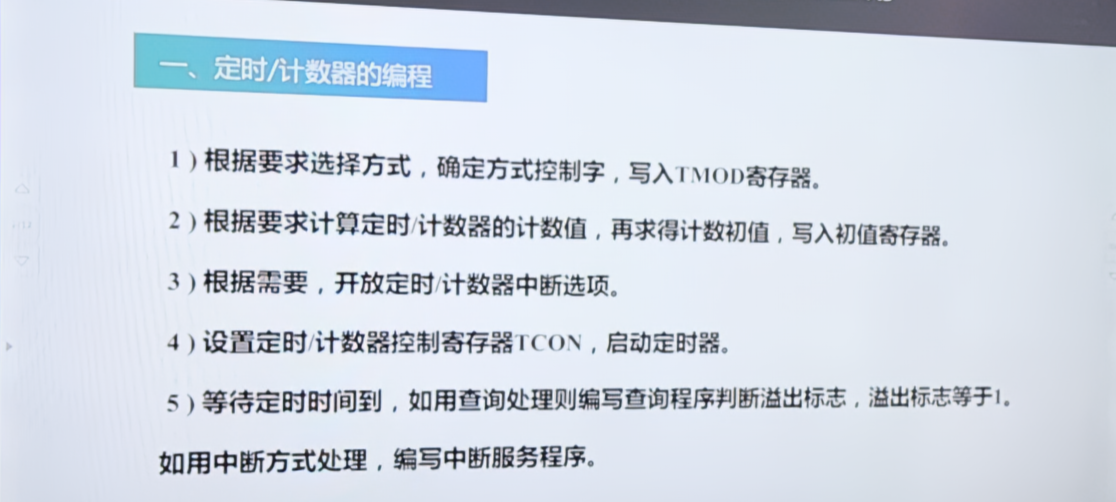 一、定时/计数器的编程
1）根据要求选择方式，确定方式控制字，写入TMOD寄存器。
2）根据要求计算定时/计数器的计数值，再求得计数初值，写入初值寄存器。
3）根据需要，开放定时/计数器中断选项。
4）设置定时/计数器控制寄存器TCON，启动定时器。
5）等待定时时间到，如用查询处理则编写查询程序判断溢出标志，溢出标志等于1。
如用中断方式处理，编写中断服务程序。